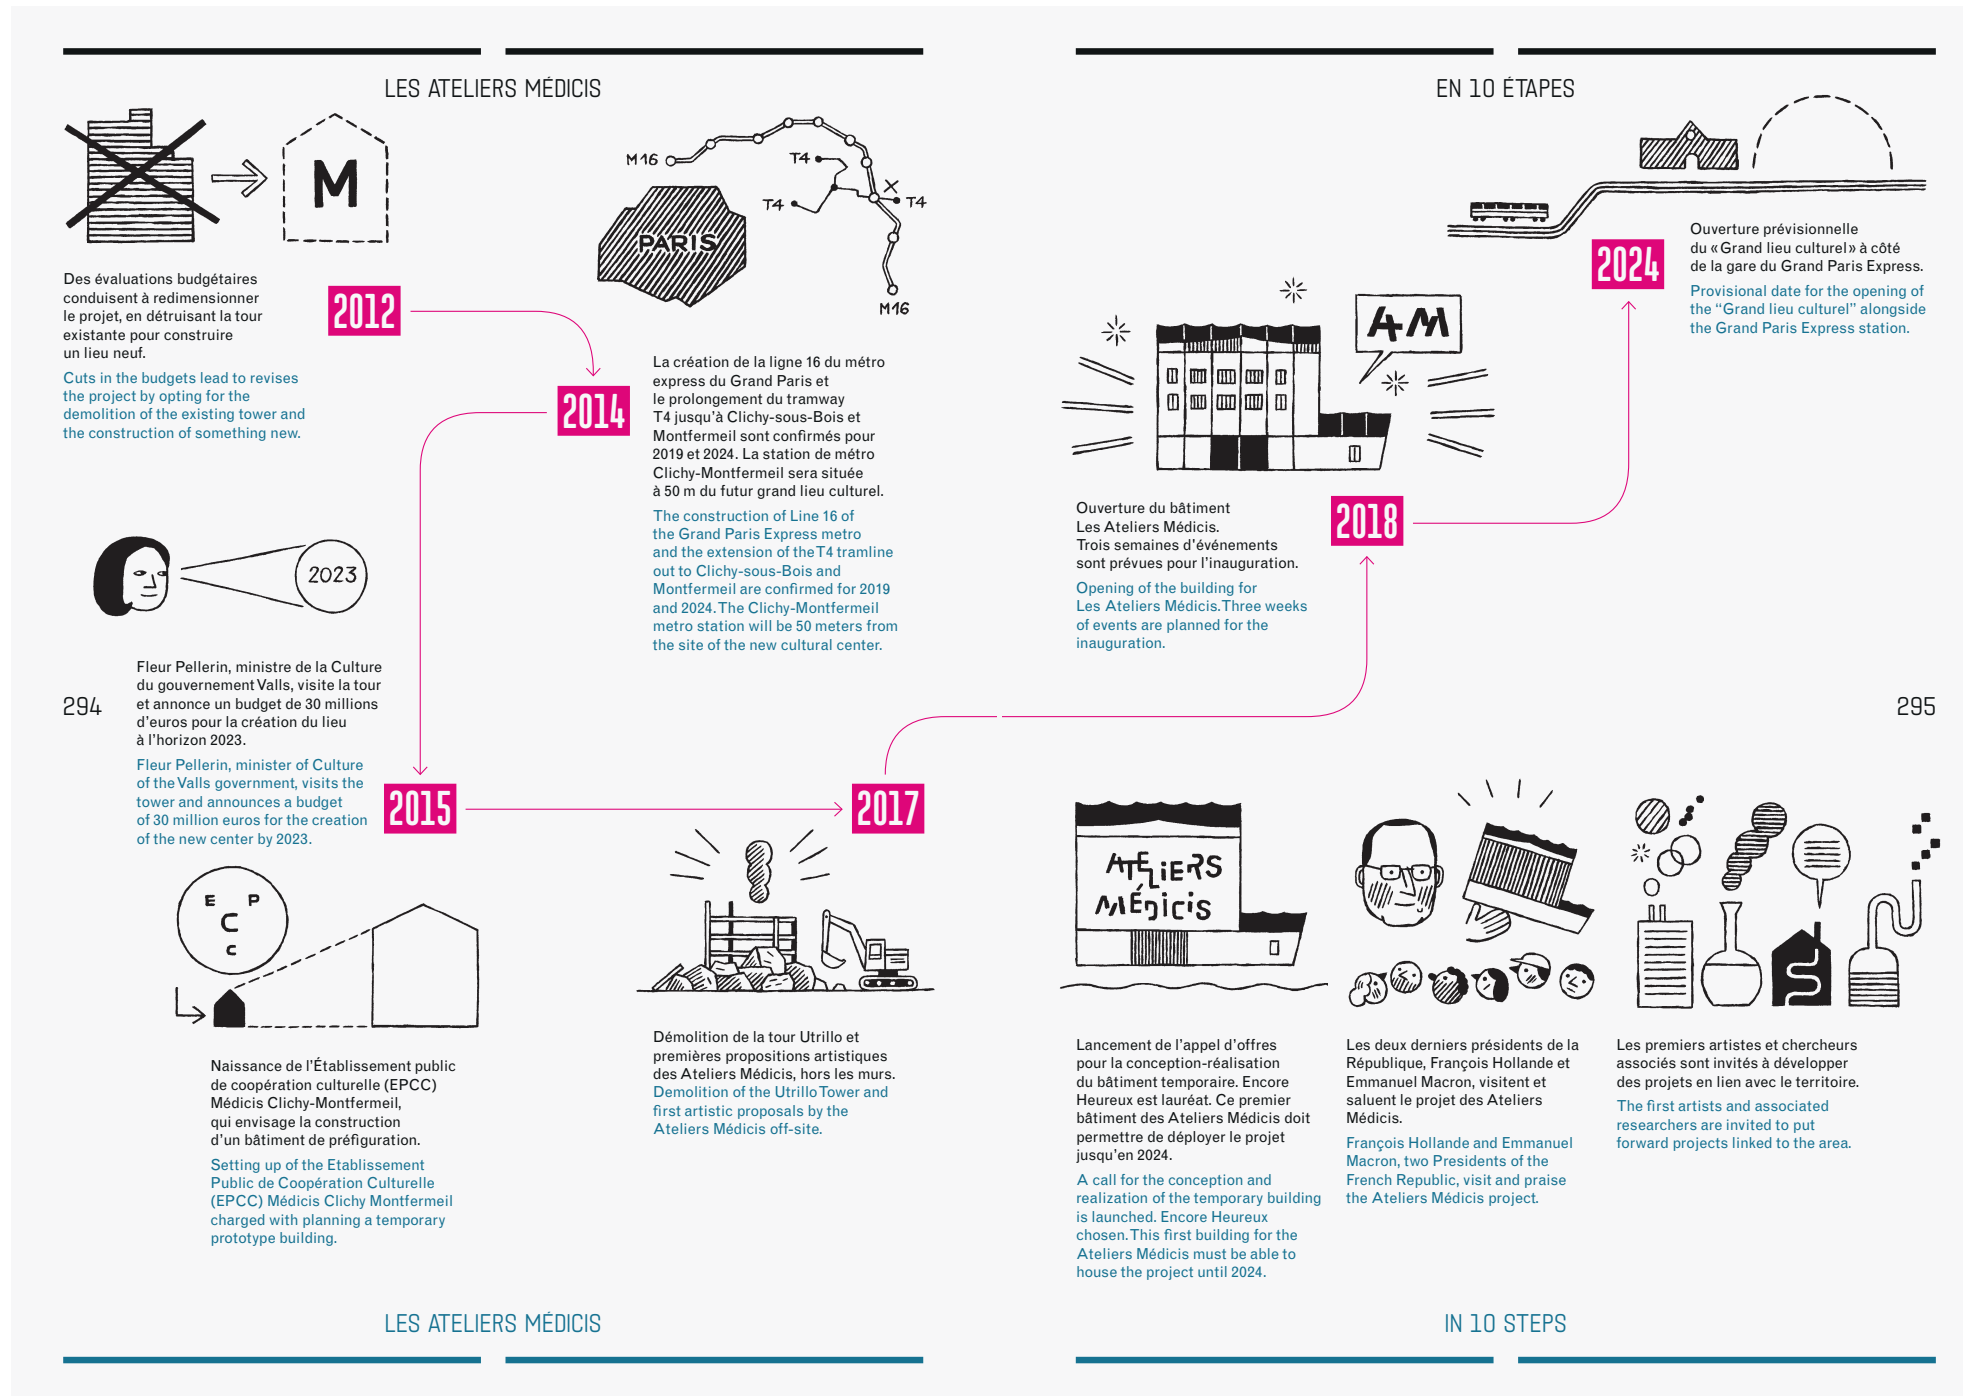 LES ATELIERS MÉDICIS
M
Des évaluations budgétaires
conduisent à redimensionner
le projet, en détruisant la tour
existante pour construire
un lieu neuf.
Cuts in the budgets lead to revises
the project by opting for the
demolition of the existing tower and
the construction of something new.
2012
M16
T4
T4
T4
PARIS
M16
2014
La création de la ligne 16 du métro
express du Grand Paris et
le prolongement du tramway
T4 jusqu'à Clichy-sous-Bois et
Montfermeil sont confirmés pour
2019 et 2024. La station de métro
Clichy-Montfermeil sera située
à 50 m du futur grand lieu culturel.
The construction of Line 16 of
the Grand Paris Express metro
and the extension of the T4 tramline
out to Clichy-sous-Bois and
Montfermeil are confirmed for 2019
and 2024. The Clichy-Montfermeil
metro station will be 50 meters from
the site of the new cultural center.
2023
294
Fleur Pellerin, ministre de la Culture
du gouvernement Valls, visite la tour
et annonce un budget de 30 millions
d'euros pour la création du lieu
à l'horizon 2023.
Fleur Pellerin, minister of Culture
of the Valls government, visits the
tower and announces a budget
of 30 million euros for the creation
of the new center by 2023.
2015
E P
C
C
Naissance de l'Établissement public
de coopération culturelle (EPCC)
Médicis Clichy-Montfermeil,
qui envisage la construction
d'un bâtiment de préfiguration.
Setting up of the Etablissement
Public de Coopération Culturelle
(EPCC) Médicis Clichy Montfermeil
charged with planning a temporary
prototype building.
2017
Démolition de la tour Utrillo et
premières propositions artistiques
des Ateliers Médicis, hors les murs.
Demolition of the Utrillo Tower and
first artistic proposals by the
Ateliers Médicis off-site.
LES ATELIERS MÉDICIS
EN 10 ÉTAPES
2024
Ouverture prévisionnelle
du «Grand lieu culturel» à côté
de la gare du Grand Paris Express.
Provisional date for the opening of
the “Grand lieu culturel” alongside
the Grand Paris Express station.
AM
Ouverture du bâtiment
Les Ateliers Médicis.
Trois semaines d'événements
sont prévues pour l'inauguration.
Opening of the building for
Les Ateliers Médicis. Three weeks
of events are planned for the
inauguration.
2018
295
ATELIERS
MÉDICIS
Lancement de l'appel d'offres
pour la conception-réalisation
du bâtiment temporaire. Encore
Heureux est lauréat. Ce premier
bâtiment des Ateliers Médicis doit
permettre de déployer le projet
jusqu'en 2024.
A call for the conception and
realization of the temporary building
is launched. Encore Heureux
chosen. This first building for the
Ateliers Médicis must be able to
house the project until 2024.
Les deux derniers présidents de la
République, François Hollande et
Emmanuel Macron, visitent et
saluent le projet des Ateliers
Médicis.
François Hollande and Emmanuel
Macron, two Presidents of the
French Republic, visit and praise
the Ateliers Médicis project.
Les premiers artistes et chercheurs
associés sont invités à développer
des projets en lien avec le territoire.
The first artists and associated
researchers are invited to put
forward projects linked to the area.
IN 10 STEPS